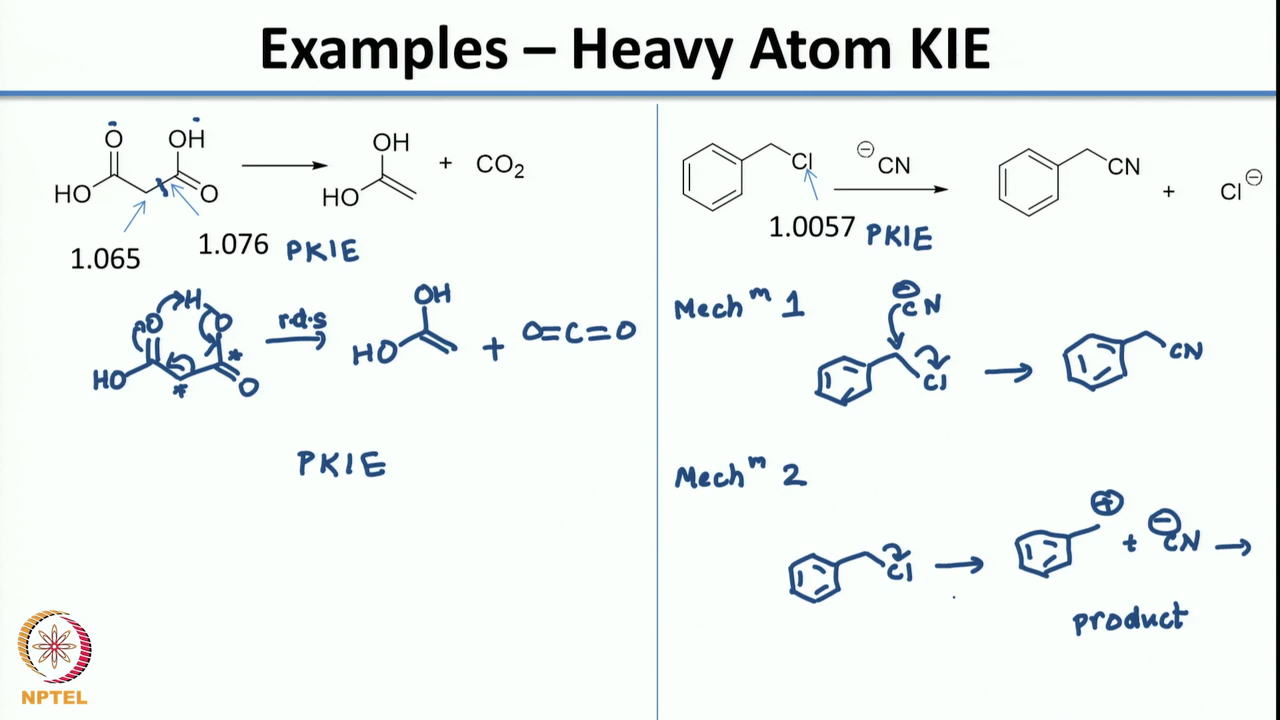 Examples – Heavy Atom KIE
O OH
HO O
1.065
1.076 PKIE
OH
HO
+ CO2
O H O
HO O
* *
r.d.s
OH
HO
+ O=C=O
PKIE
Cl
1.0057 PKIE
⊖CN
CN
+ Cl⊖
Mechᵐ 1
⊖CN
Cl
CN
Mechᵐ 2
Cl
⊕ + ⊖CN
product
NPTEL